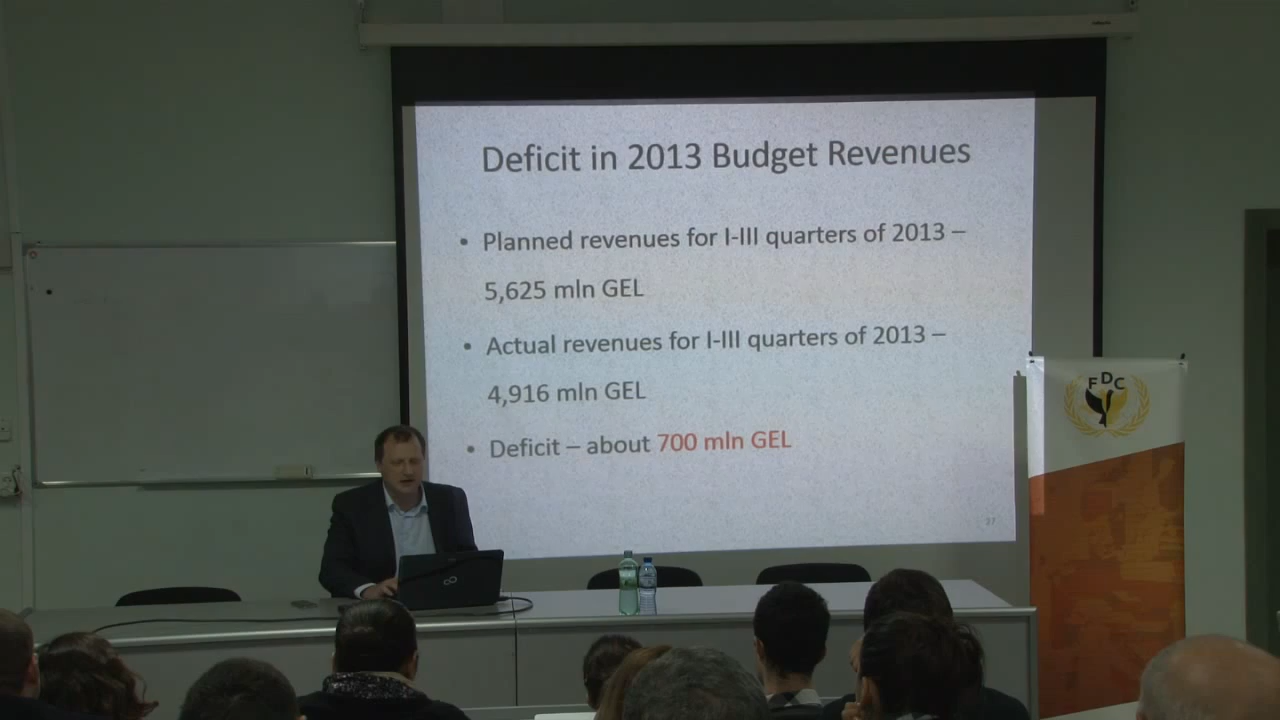 Deficit in 2013 Budget Revenues
• Planned revenues for I-III quarters of 2013 –
5,625 mln GEL
• Actual revenues for I-III quarters of 2013 –
4,916 mln GEL
• Deficit – about 700 mln GEL
FDC